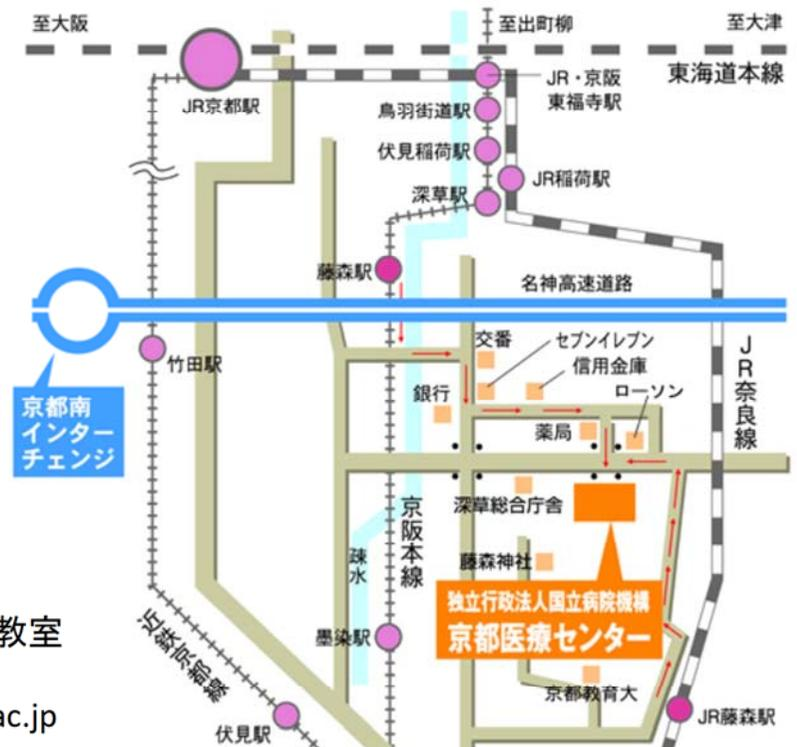 至大阪
至出町柳
至大津
東海道本線
JR京都駅
JR・京阪
東福寺駅
鳥羽街道駅
伏見稲荷駅
JR稲荷駅
深草駅
藤森駅
名神高速道路
交番
セブンイレブン
信用金庫
竹田駅
JR奈良線
銀行
ローソン
京都南
インター
チェンジ
薬局
深草総合庁舎
京阪本線
疏水
藤森神社
独立行政法人国立病院機構
京都医療センター
教室
近鉄京都線
墨染駅
京都教育大
ac.jp
JR藤森駅
伏見駅